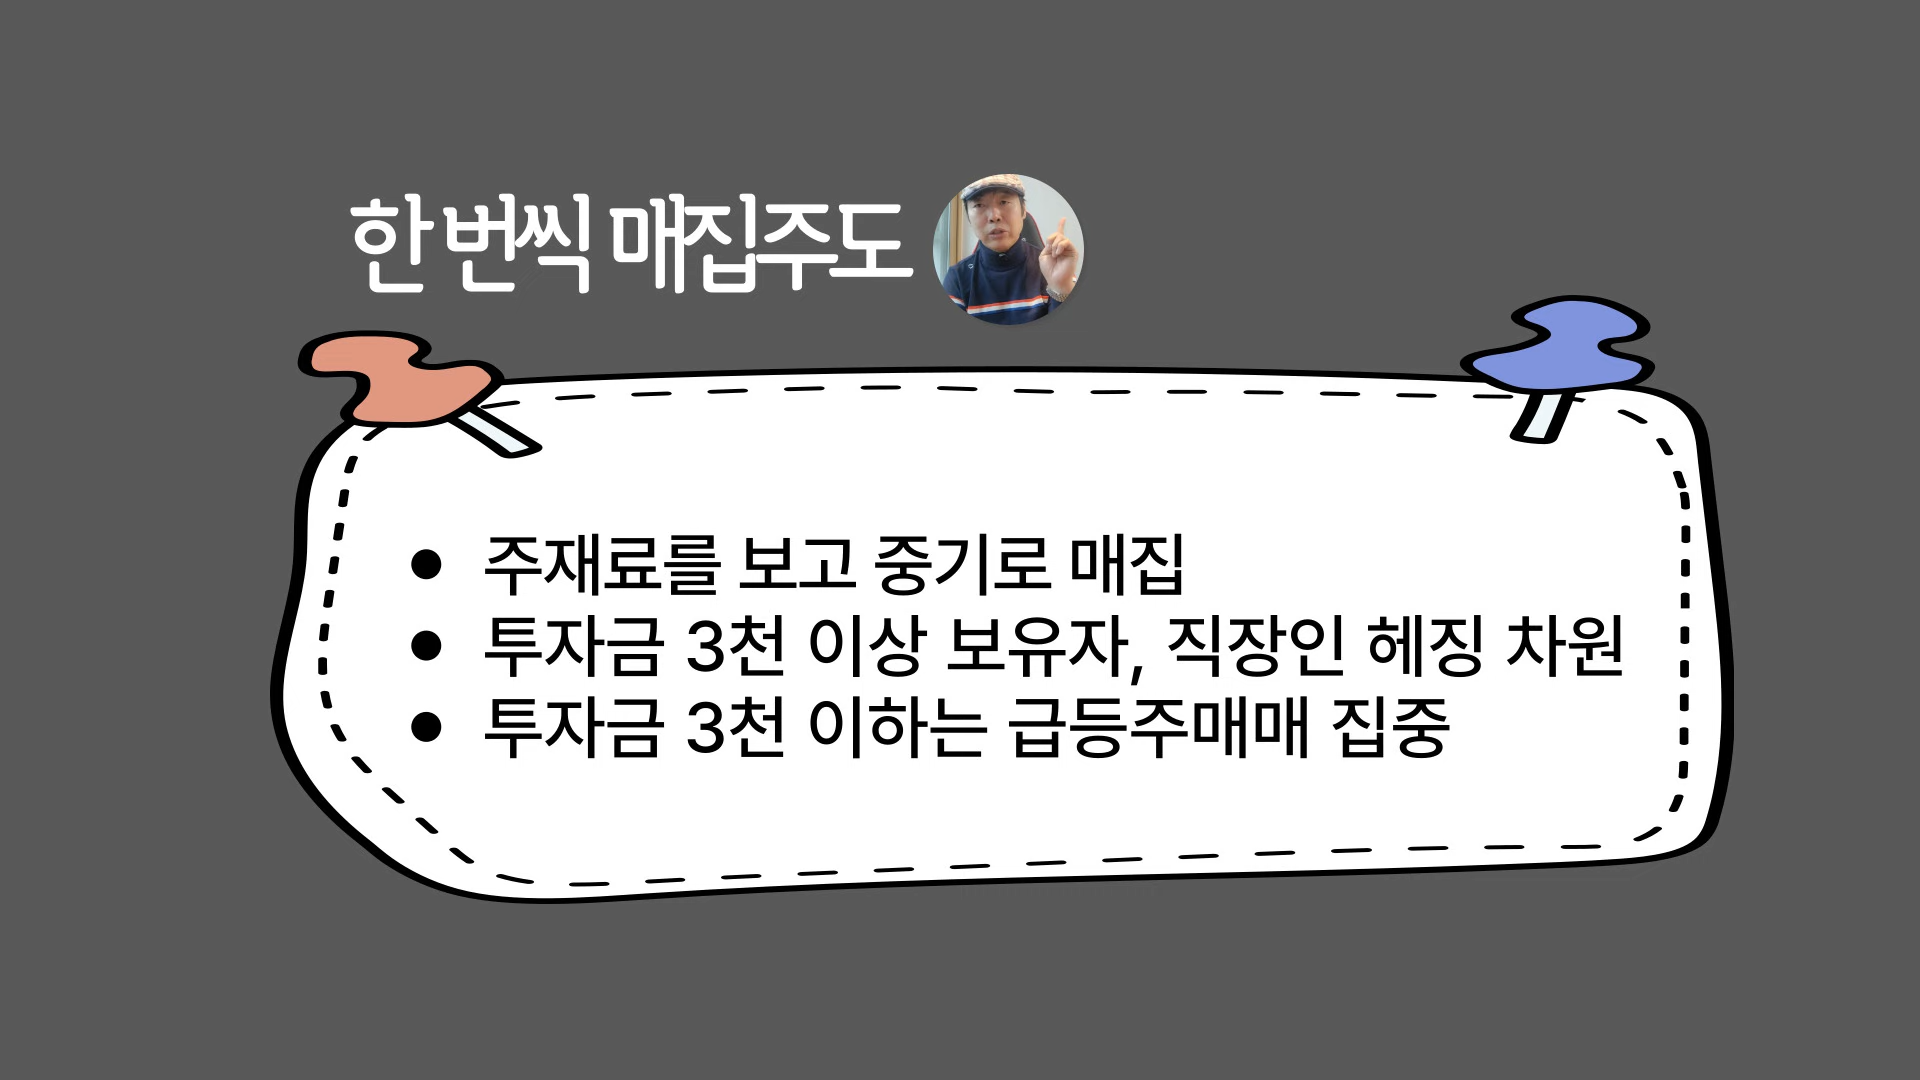 한 번씩 매집주도
주재료를 보고 중기로 매집
투자금 3천 이상 보유자, 직장인 헤징 차원
투자금 3천 이하는 급등주매매 집중